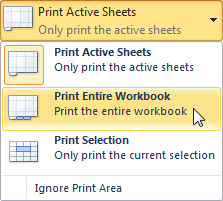 Print Active Sheets
Only print the active sheets
Print Active Sheets
Only print the active sheets
Print Entire Workbook
Print the entire workbook
Print Selection
Only print the current selection
Ignore Print Area